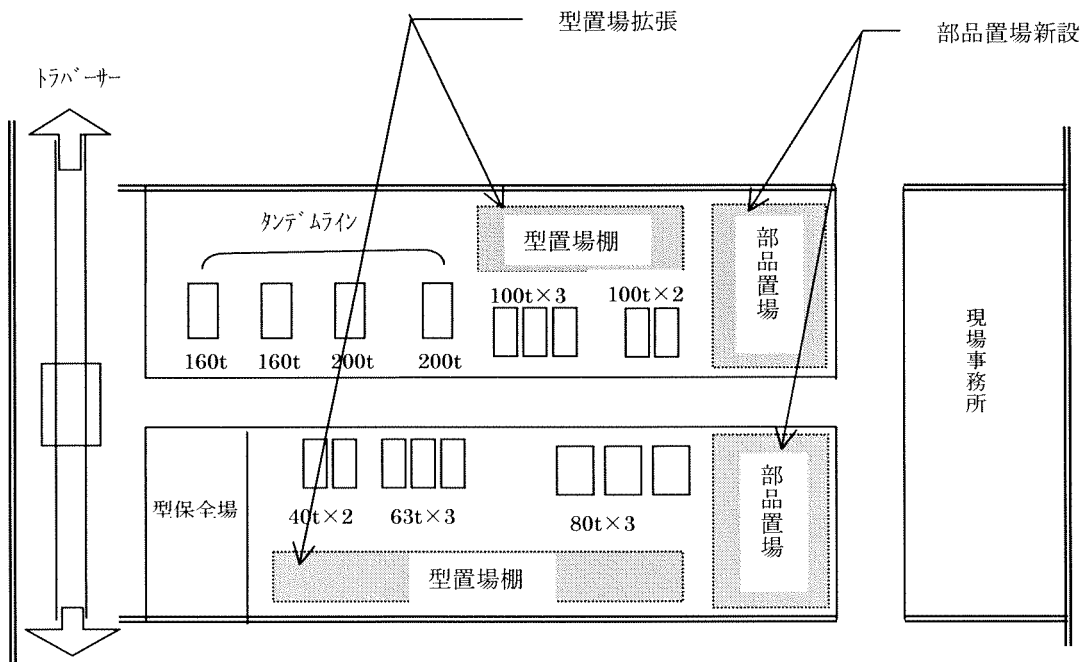 型置場拡張
部品置場新設
トラバーサー
タンデムライン
型置場棚
部品置場
100t×3
100t×2
160t
160t
200t
200t
現場事務所
型保全場
40t×2
63t×3
80t×3
部品置場
型置場棚